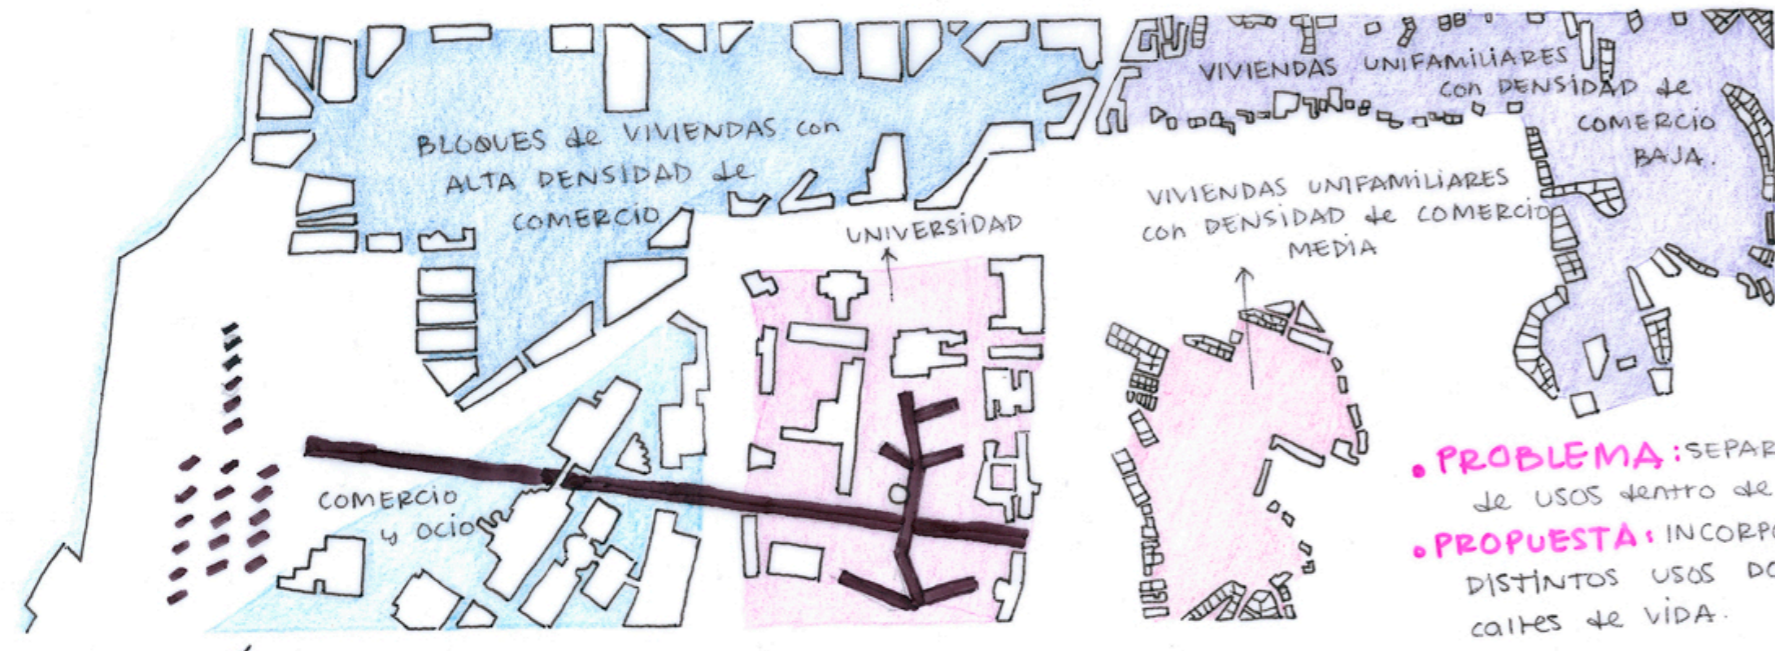 BLOQUES de VIVIENDAS con
ALTA DENSIDAD de
COMERCIO
VIVIENDAS UNIFAMILIARES
con DENSIDAD de
COMERCIO
BAJA.
UNIVERSIDAD
VIVIENDAS UNIFAMILIARES
con DENSIDAD de COMERCIO
MEDIA
COMERCIO
y OCIO
• PROBLEMA: SEPAR
de USOS dentro de
• PROPUESTA: INCORPO
DISTINTOS USOS DO
calles de VIDA.